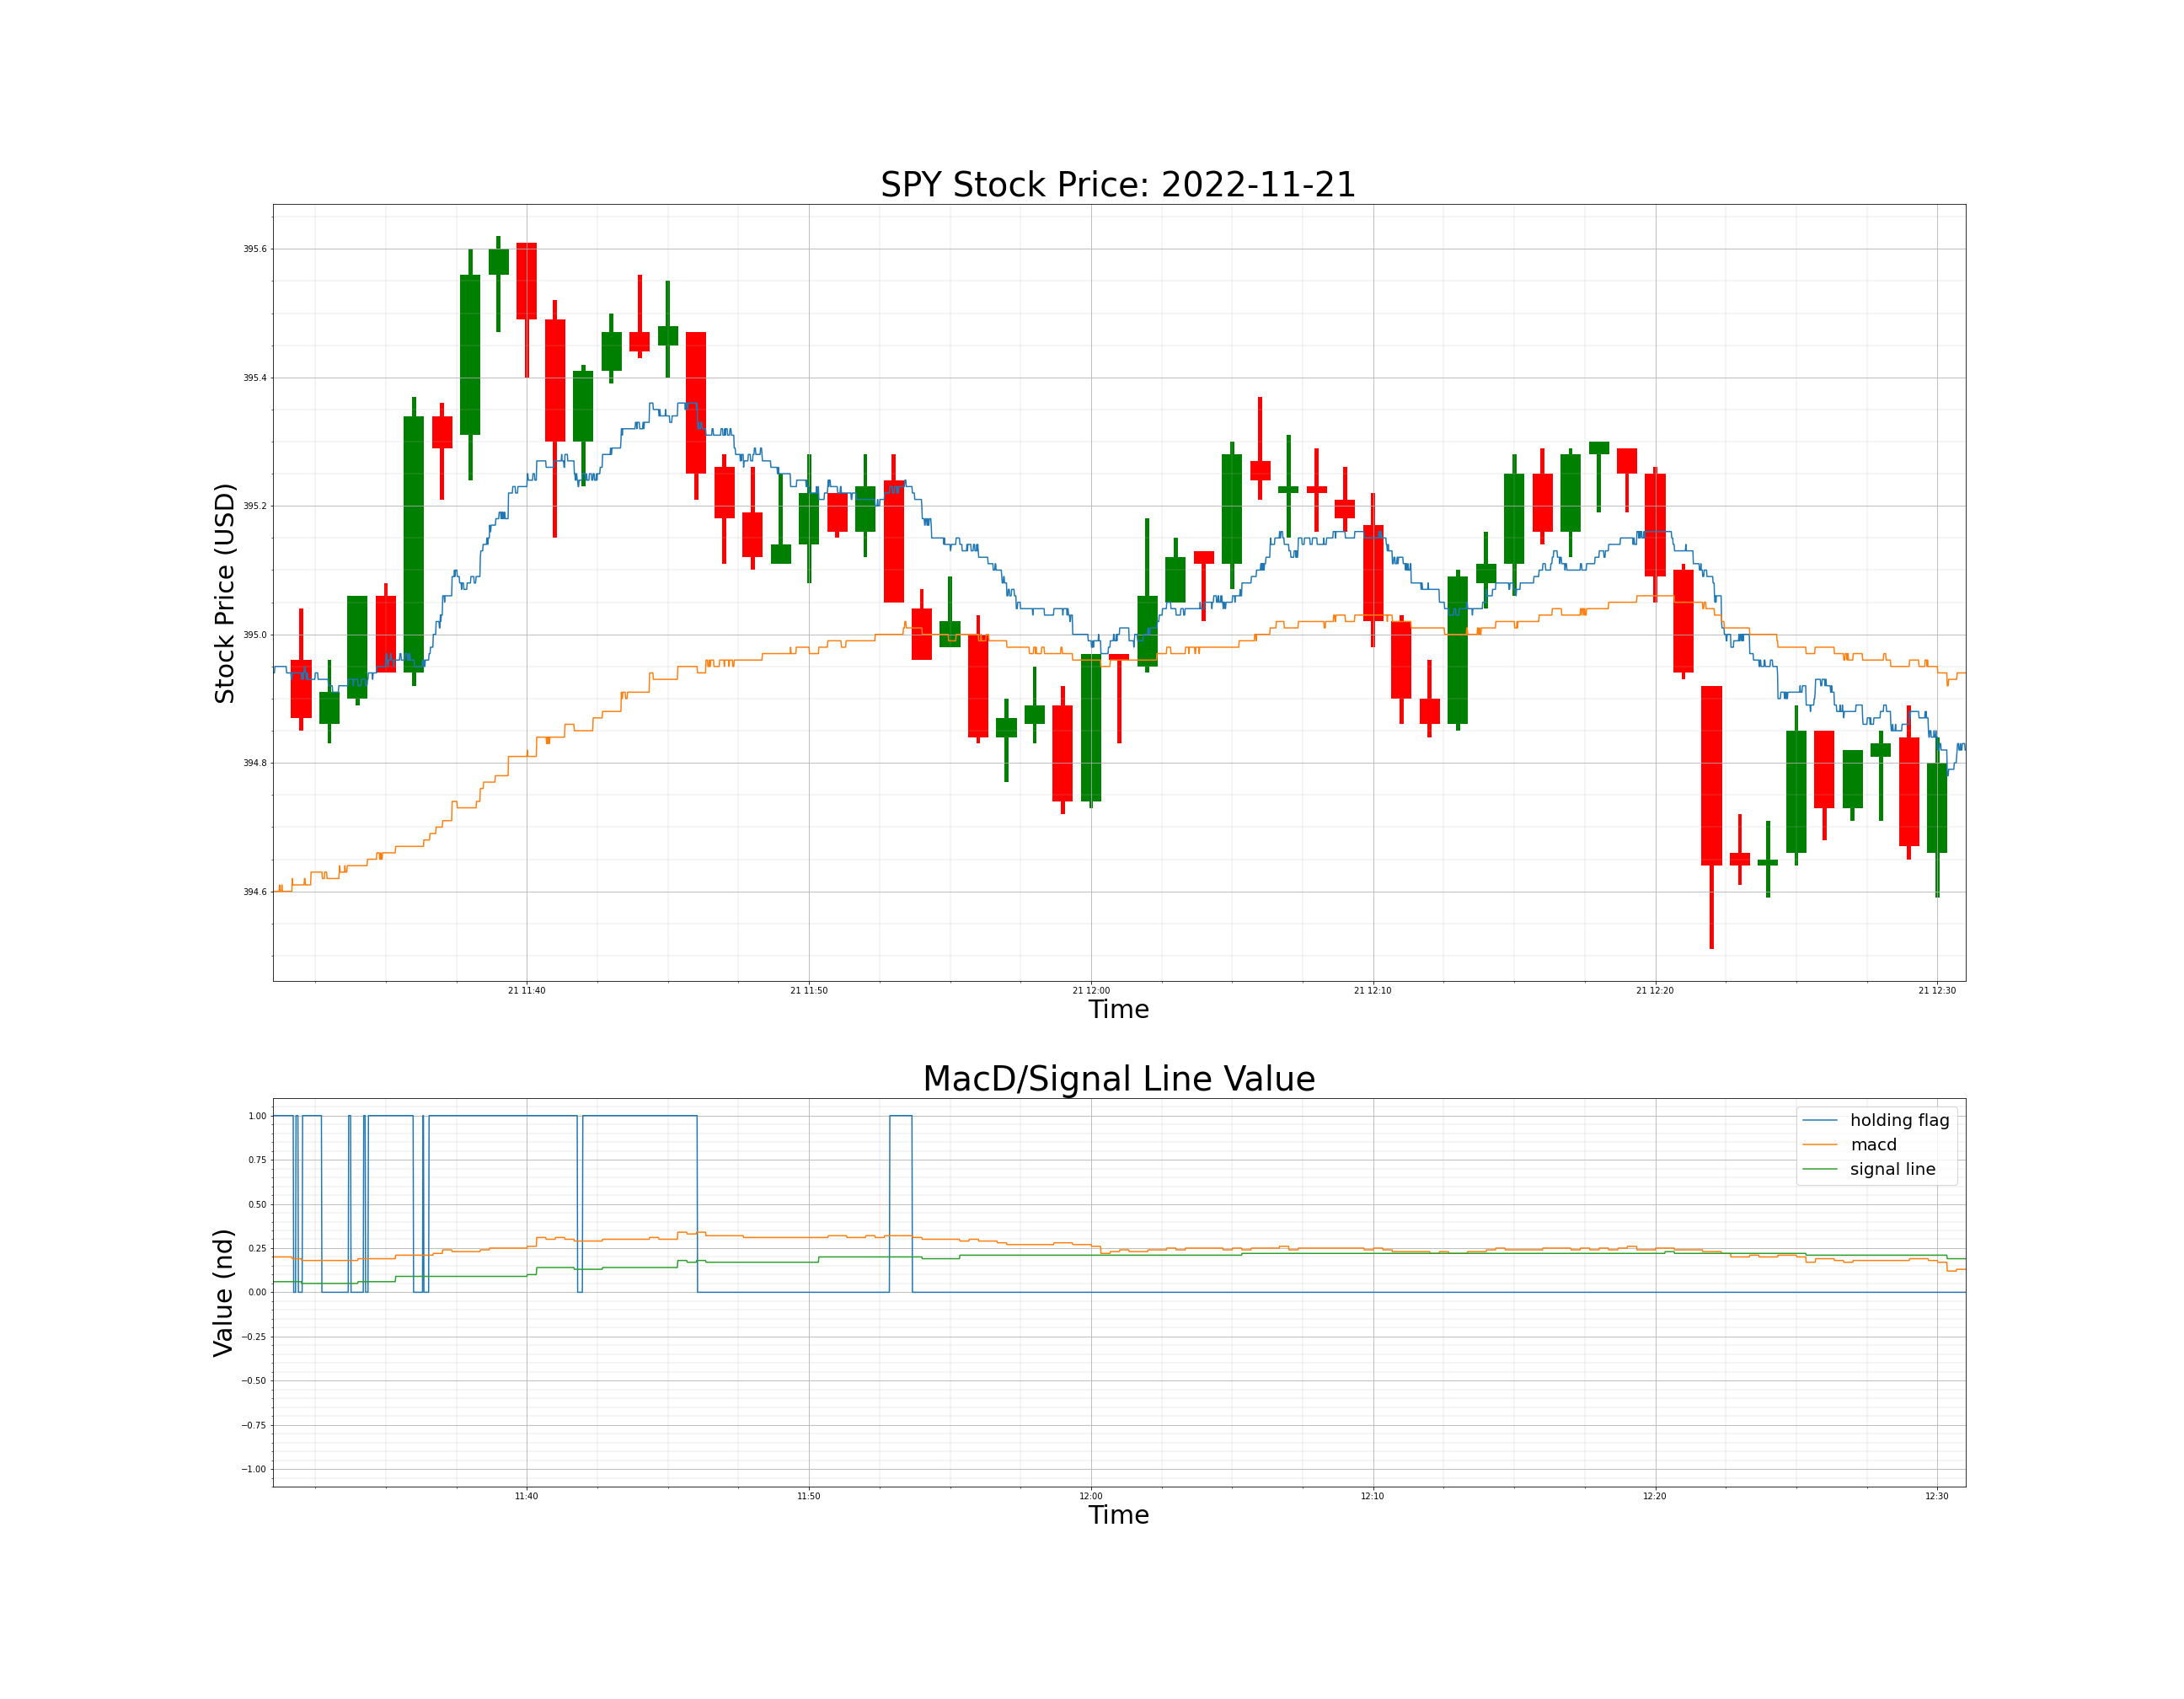 SPY Stock Price: 2022-11-21
Stock Price (USD)
395.6
395.4
395.2
395.0
394.8
394.6
21 11:40 21 11:50 21 12:00 21 12:10 21 12:20 21 12:30
Time
MacD/Signal Line Value
Value (nd)
1.00
0.75
0.50
0.25
0.00
−0.25
−0.50
−0.75
−1.00
holding flag
macd
signal line
11:40 11:50 12:00 12:10 12:20 12:30
Time